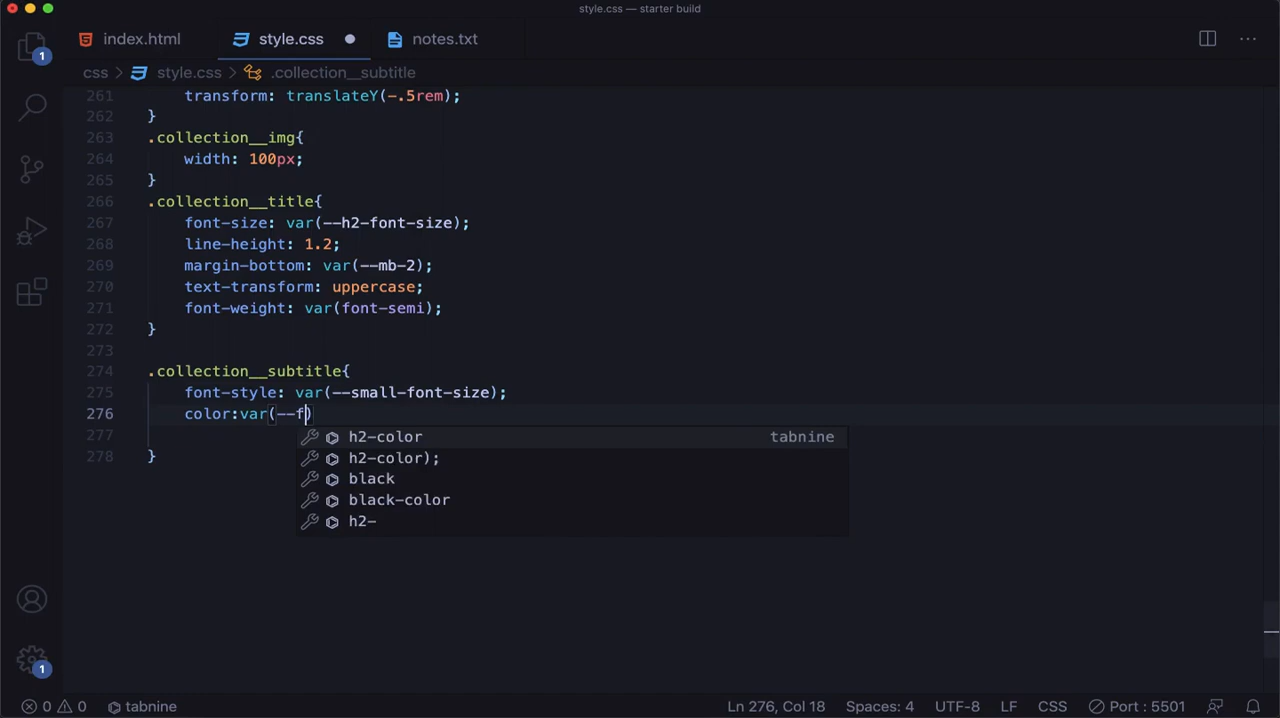 style.css — starter build
index.html style.css notes.txt
css > style.css > .collection__subtitle
261 transform: translateY(-.5rem);
262 }
263 .collection__img{
264 width: 100px;
265 }
266 .collection__title{
267 font-size: var(--h2-font-size);
268 line-height: 1.2;
269 margin-bottom: var(--mb-2);
270 text-transform: uppercase;
271 font-weight: var(font-semi);
272 }
273
274 .collection__subtitle{
275 font-style: var(--small-font-size);
276 color:var(--f)
277
278 }
h2-color tabnine
h2-color);
black
black-color
h2-
1
1
0 0 tabnine Ln 276, Col 18 Spaces: 4 UTF-8 LF CSS Port : 5501